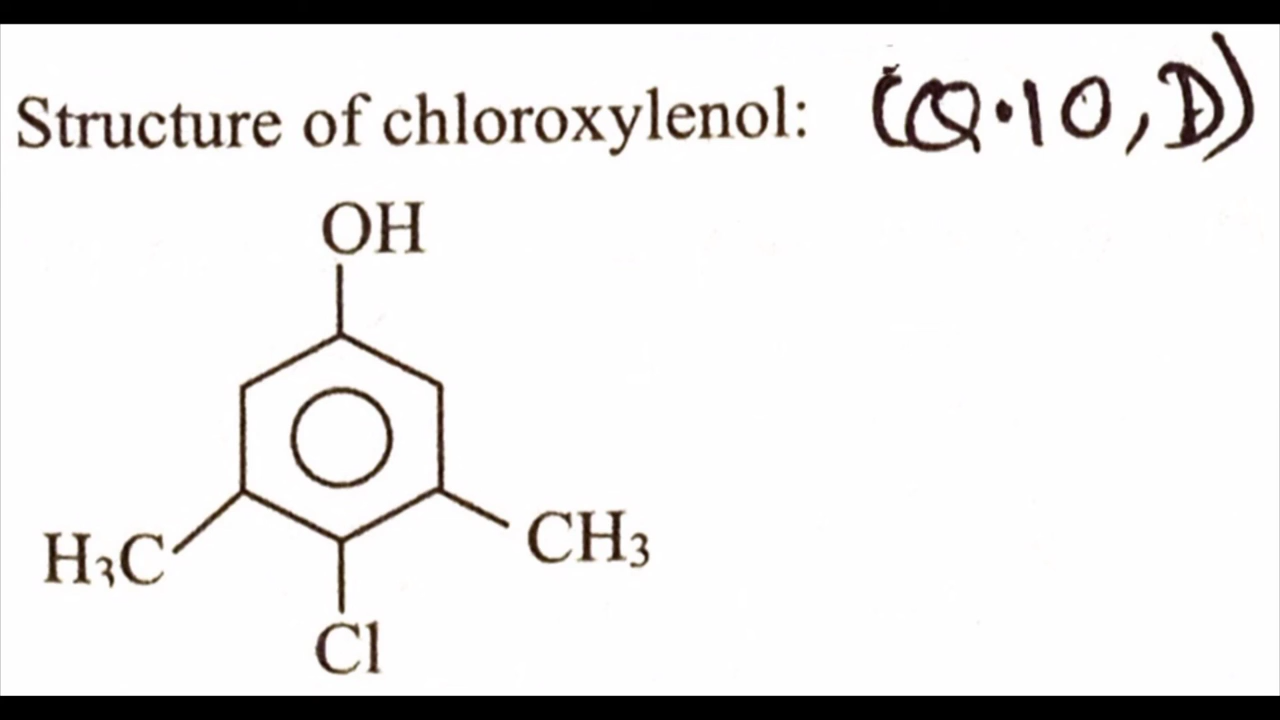 Structure of chloroxylenol: (Q.10, D)
OH
H₃C
CH₃
Cl